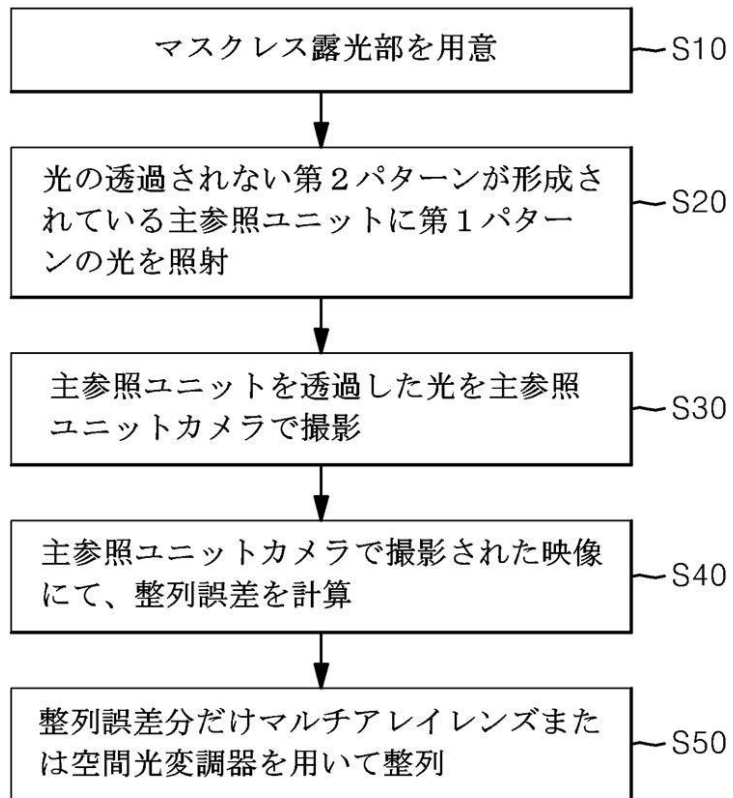 マスクレス露光部を用意
S10
光の透過されない第２パターンが形成さ
れている主参照ユニットに第１パター
ンの光を照射
S20
主参照ユニットを透過した光を主参照
ユニットカメラで撮影
S30
主参照ユニットカメラで撮影された映像
にて、整列誤差を計算
S40
整列誤差分だけマルチアレイレンズまた
は空間光変調器を用いて整列
S50